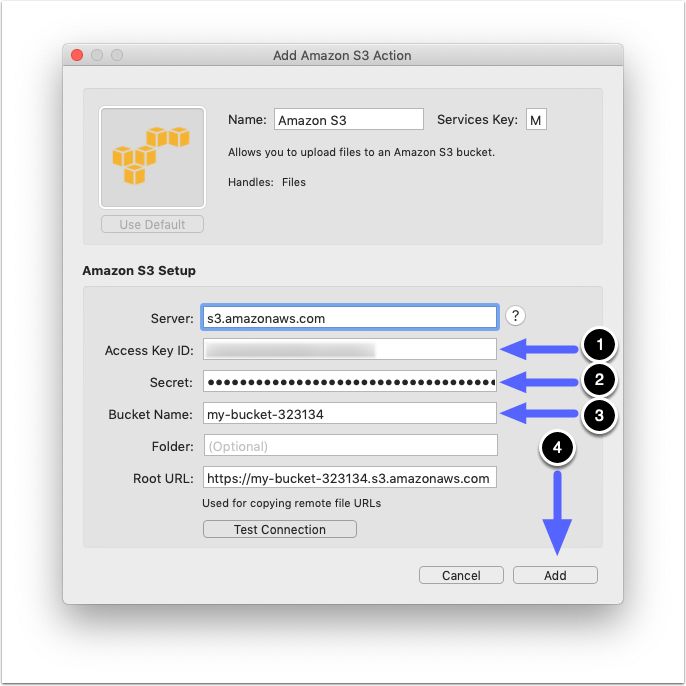 Add Amazon S3 Action
Name: Amazon S3 Services Key: M
Allows you to upload files to an Amazon S3 bucket.
Handles: Files
Use Default
Amazon S3 Setup
Server: s3.amazonaws.com ?
Access Key ID: 1
Secret: ●●●●●●●●●●●●●●●●●●●●●●●●●●●●●●●●●●●● 2
Bucket Name: my-bucket-323134 3
Folder: (Optional) 4
Root URL: https://my-bucket-323134.s3.amazonaws.com
Used for copying remote file URLs
Test Connection
Cancel Add